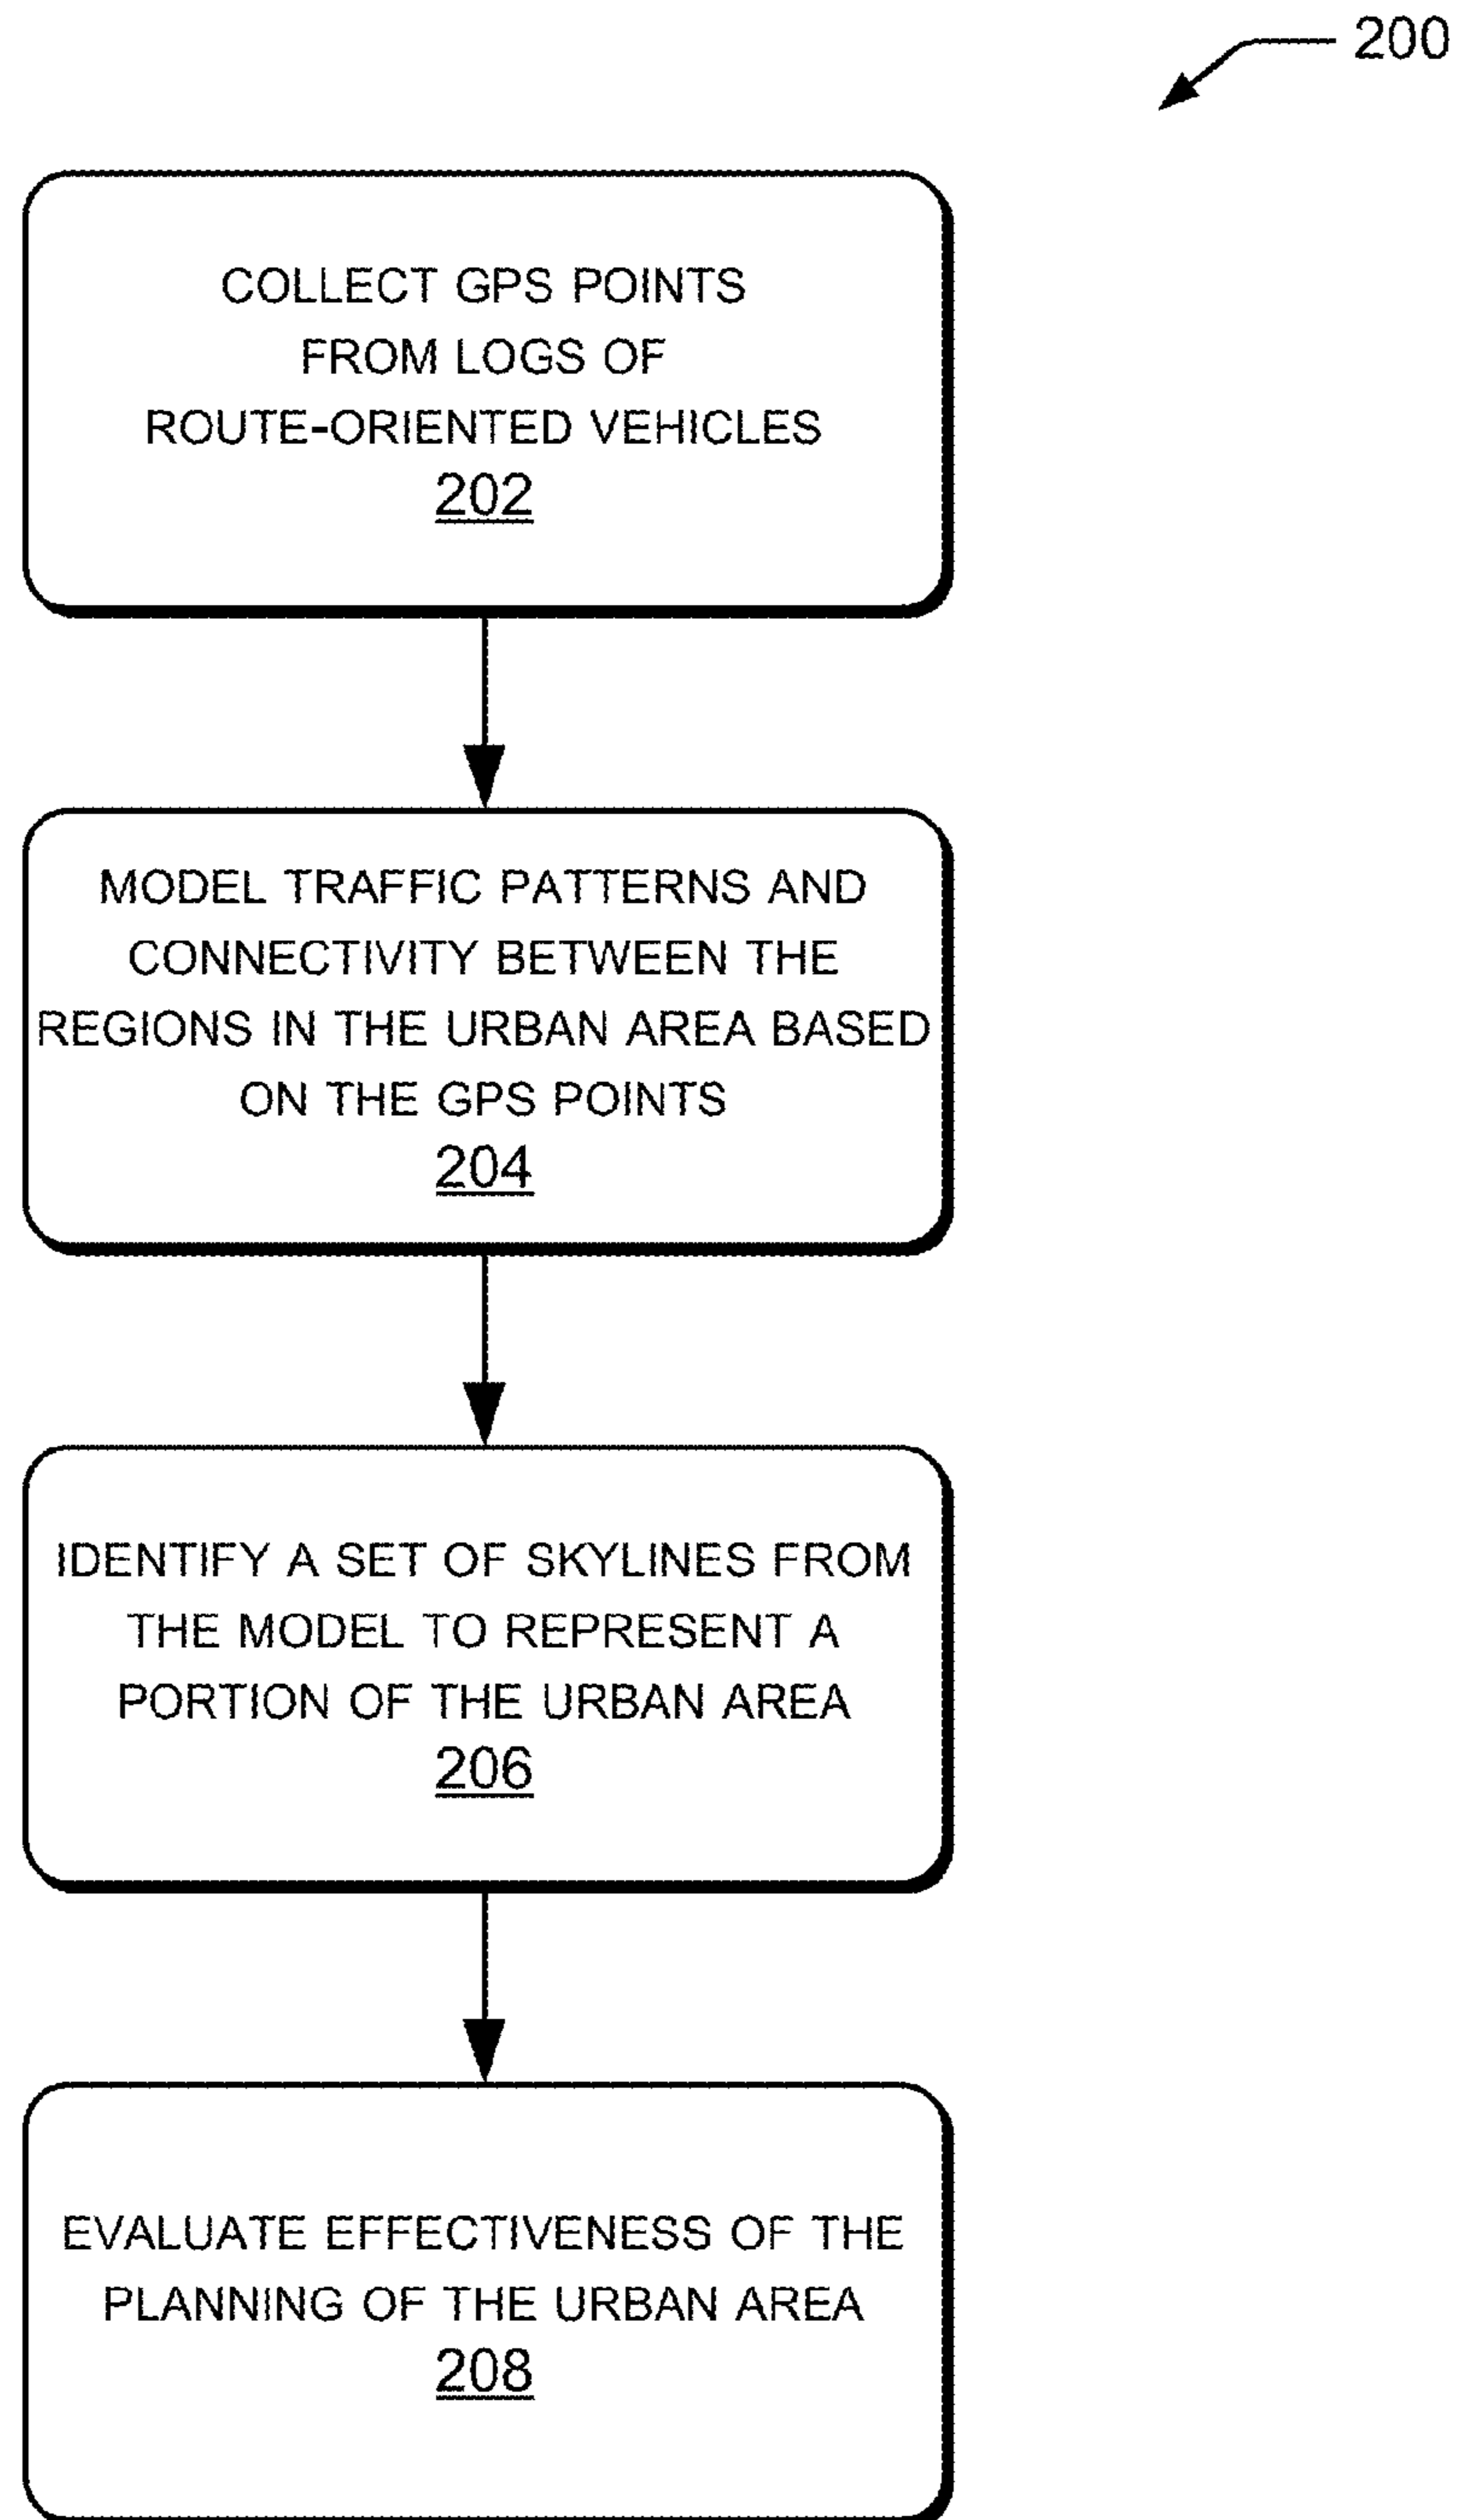 200
COLLECT GPS POINTS
FROM LOGS OF
ROUTE-ORIENTED VEHICLES
202
MODEL TRAFFIC PATTERNS AND
CONNECTIVITY BETWEEN THE
REGIONS IN THE URBAN AREA BASED
ON THE GPS POINTS
204
IDENTIFY A SET OF SKYLINES FROM
THE MODEL TO REPRESENT A
PORTION OF THE URBAN AREA
206
EVALUATE EFFECTIVENESS OF THE
PLANNING OF THE URBAN AREA
208